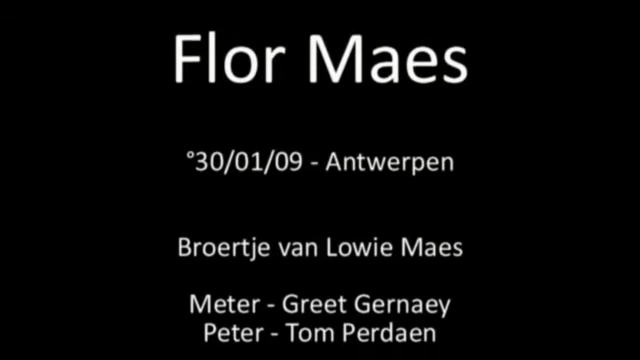 Flor Maes
°30/01/09 - Antwerpen
Broertje van Lowie Maes
Meter - Greet Gernaey
Peter - Tom Perdaen